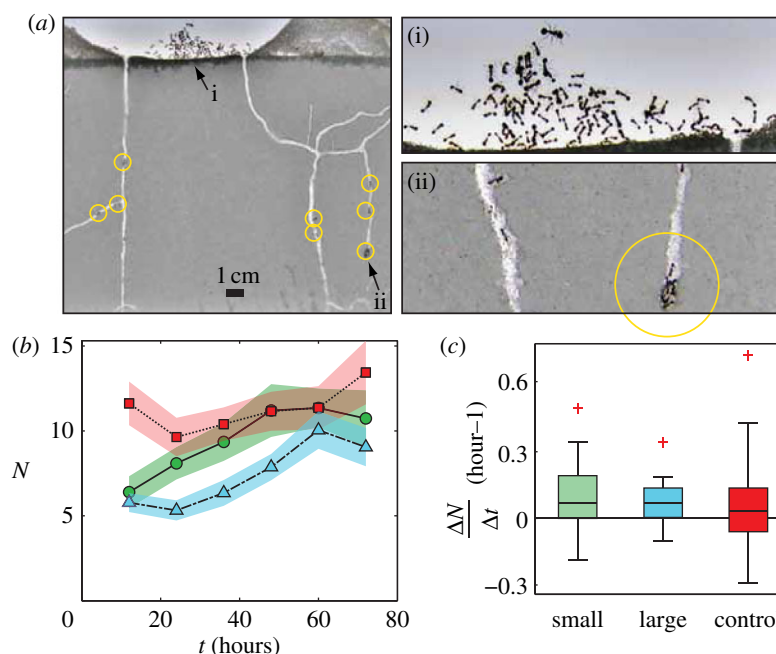 (a)
i
1 cm
ii
(i)
(ii)
(b)
15
10
5
0
N
20
40
60
80
t (hours)
(c)
0.6
0.3
0
−0.3
ΔN
Δt
(hour–1)
small
large
contro